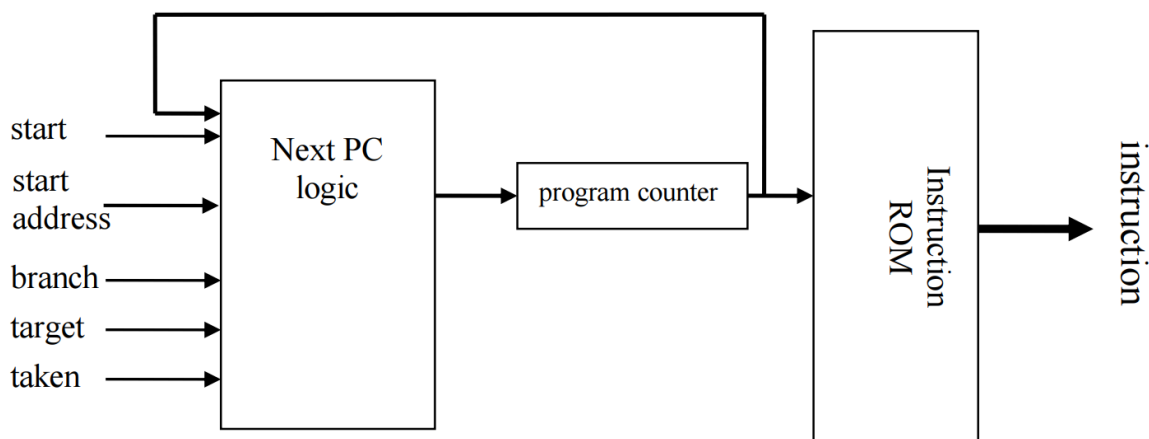 start
start
address
branch
target
taken
Next PC
logic
program counter
Instruction
ROM
instruction